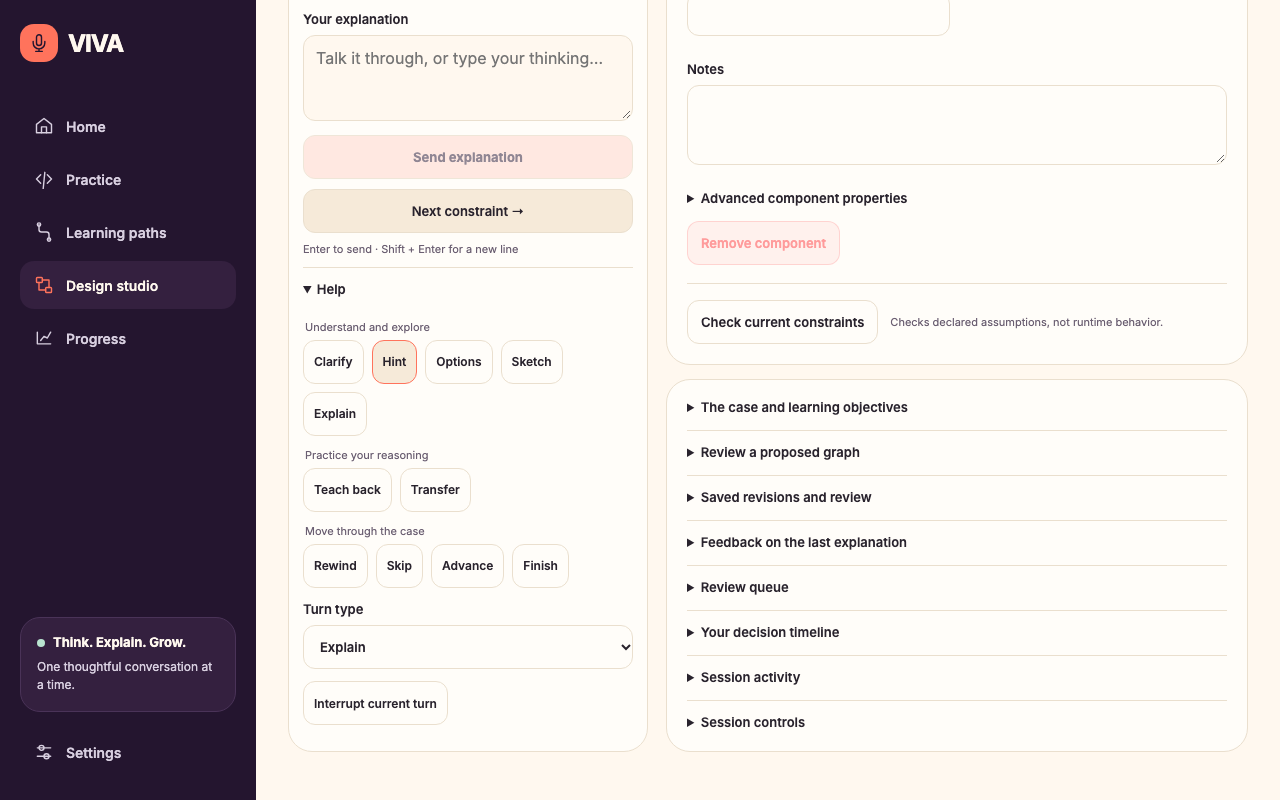 VIVA
Home
Practice
Learning paths
Design studio
Progress
Think. Explain. Grow.
One thoughtful conversation at
a time.
Settings
Your explanation
Talk it through, or type your thinking...
Send explanation
Next constraint →
Enter to send · Shift + Enter for a new line
Help
Understand and explore
Clarify Hint Options Sketch
Explain
Practice your reasoning
Teach back Transfer
Move through the case
Rewind Skip Advance Finish
Turn type
Explain
Interrupt current turn
Notes
Advanced component properties
Remove component
Check current constraints Checks declared assumptions, not runtime behavior.
The case and learning objectives
Review a proposed graph
Saved revisions and review
Feedback on the last explanation
Review queue
Your decision timeline
Session activity
Session controls